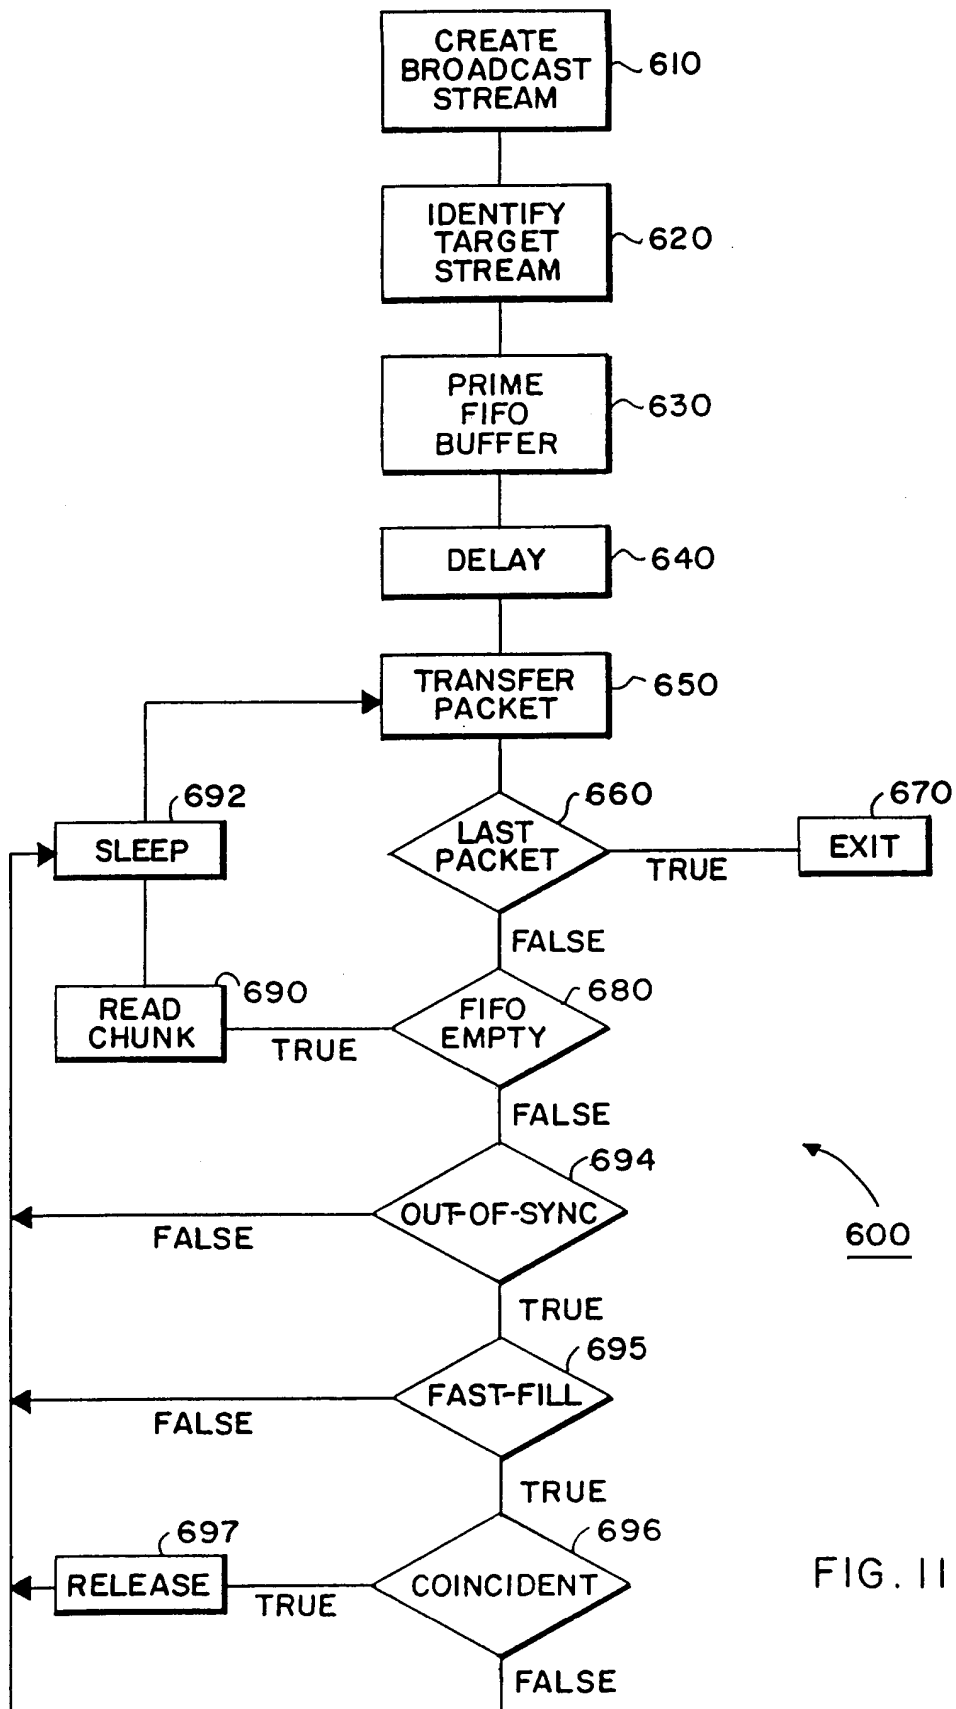 CREATE
BROADCAST
STREAM
610
IDENTIFY
TARGET
STREAM
620
PRIME
FIFO
BUFFER
630
DELAY
640
TRANSFER
PACKET
650
692
SLEEP
LAST
PACKET
660
TRUE
670
EXIT
FALSE
READ
CHUNK
690
TRUE
FIFO
EMPTY
680
FALSE
OUT-OF-SYNC
694
FALSE
600
TRUE
FAST-FILL
695
FALSE
TRUE
697
RELEASE
TRUE
COINCIDENT
696
FIG. 11
FALSE